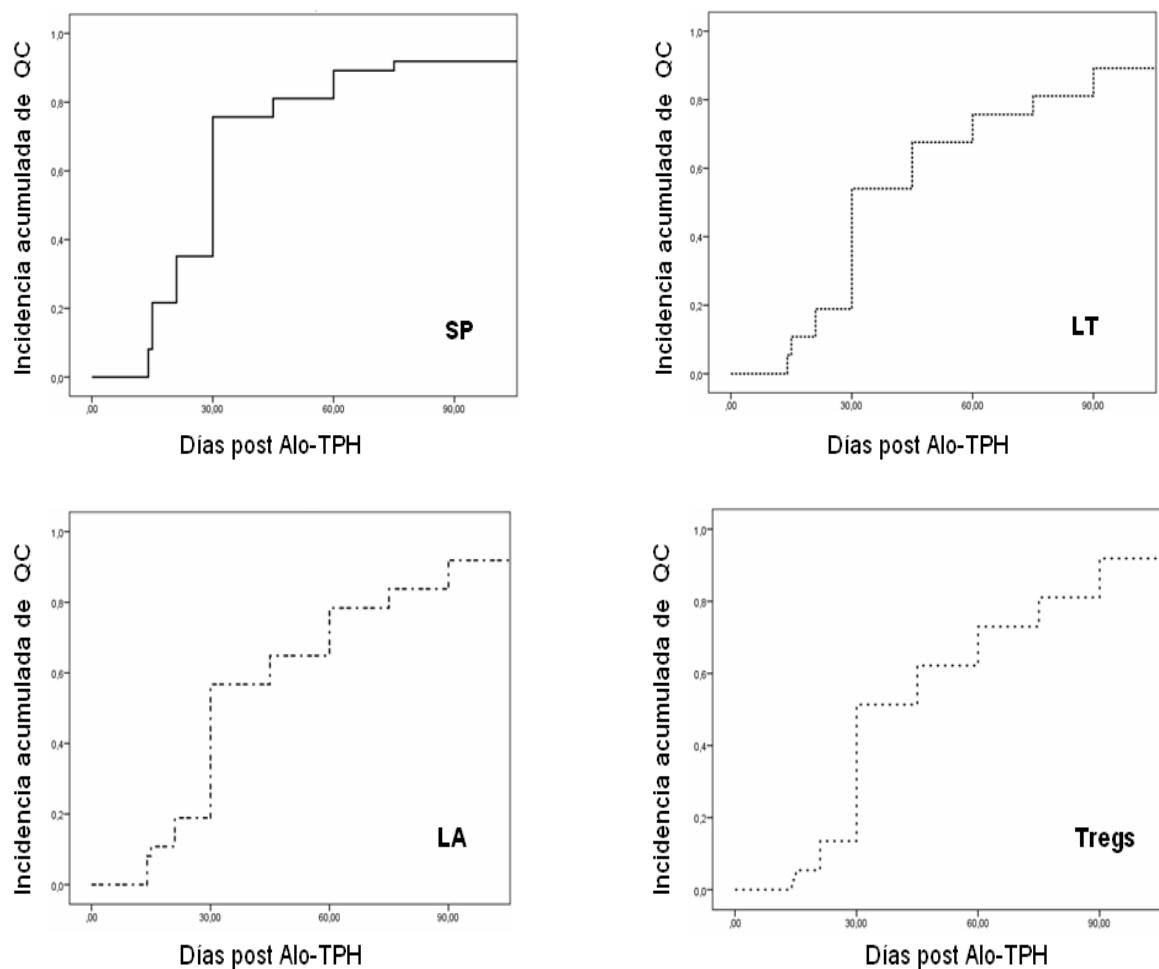 Incidencia acumulada de QC
1,0
0,8
0,6
0,4
0,2
0,0
SP
,00 30,00 60,00 90,00
Días post Alo-TPH
Incidencia acumulada de QC
1,0
0,8
0,6
0,4
0,2
0,0
LT
,00 30,00 60,00 90,00
Días post Alo-TPH
Incidencia acumulada de QC
1,0
0,8
0,6
0,4
0,2
0,0
LA
,00 30,00 60,00 90,00
Días post Alo-TPH
Incidencia acumulada de QC
1,0
0,8
0,6
0,4
0,2
0,0
Tregs
,00 30,00 60,00 90,00
Días post Alo-TPH